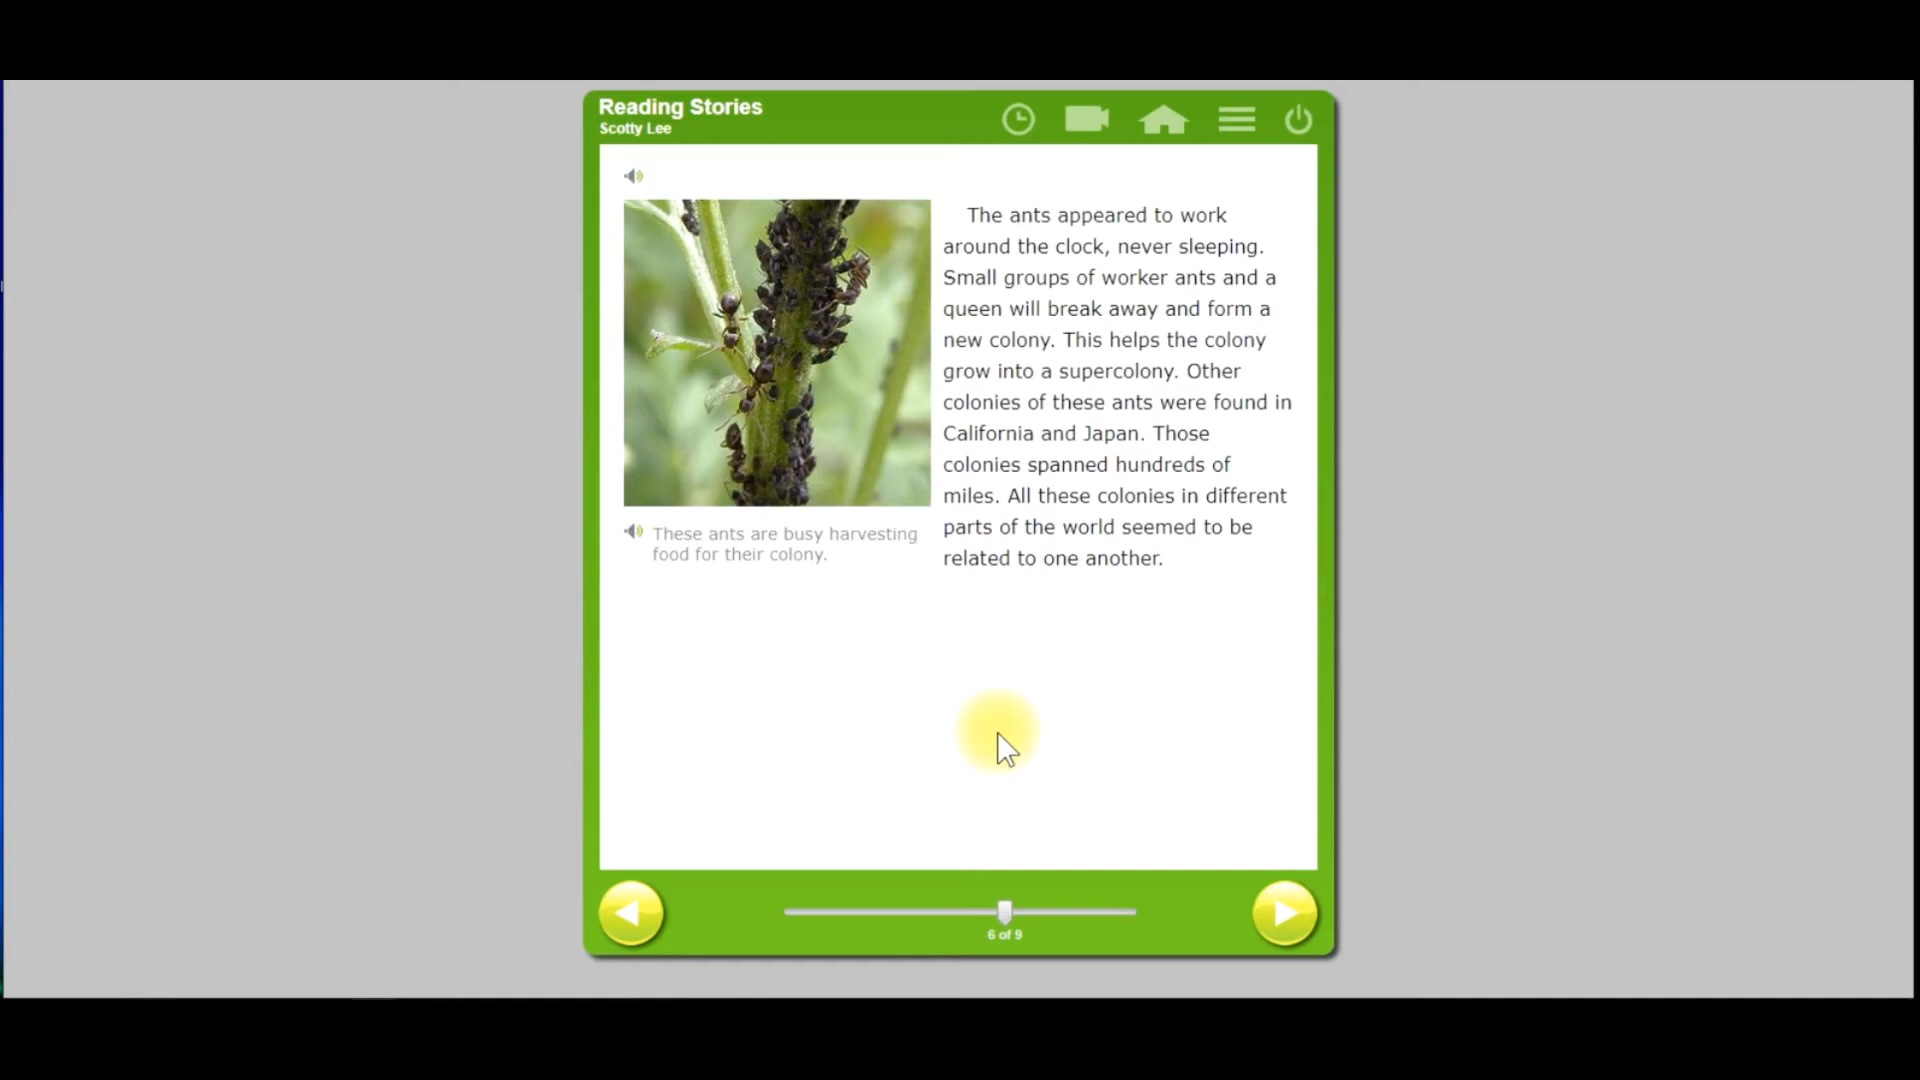 Reading Stories
Scotty Lee
The ants appeared to work
around the clock, never sleeping.
Small groups of worker ants and a
queen will break away and form a
new colony. This helps the colony
grow into a supercolony. Other
colonies of these ants were found in
California and Japan. Those
colonies spanned hundreds of
miles. All these colonies in different
parts of the world seemed to be
related to one another.
These ants are busy harvesting
food for their colony.
6 of 9